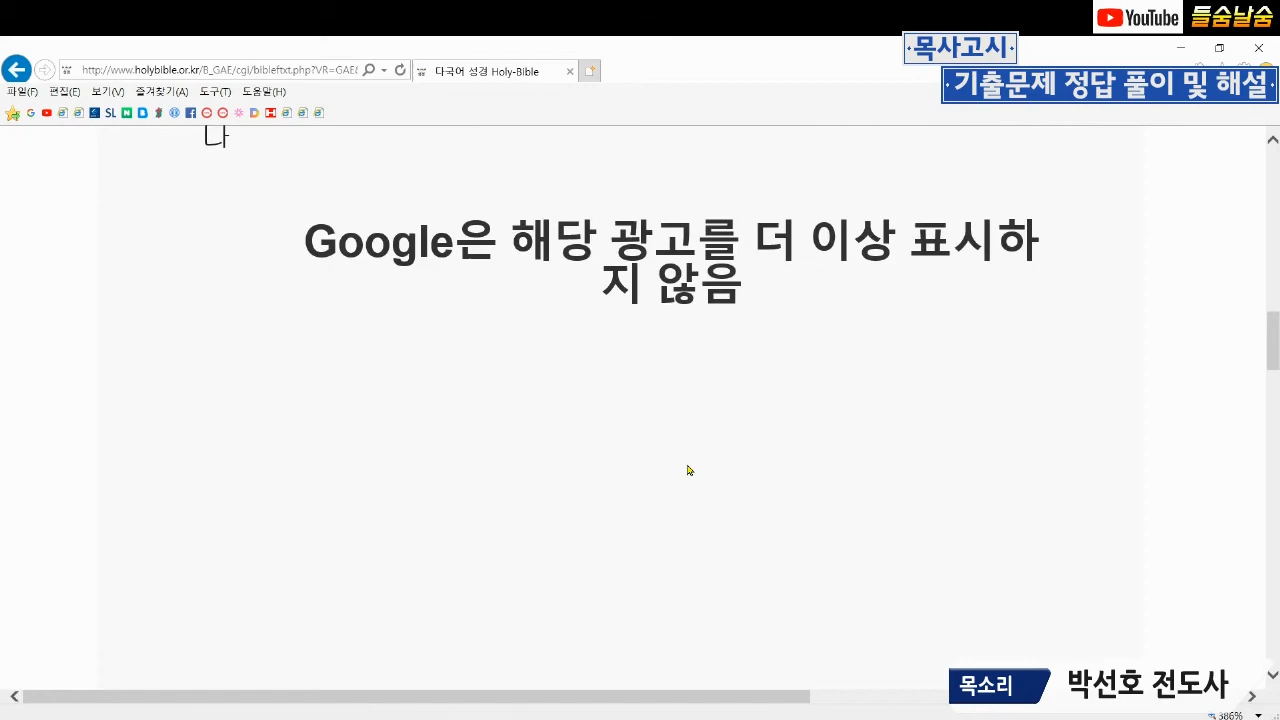 YouTube 들숨날숨
목사고시
기출문제 정답 풀이 및 해설
http://www.holybible.or.kr/B_GAE/cgi/bibleftxt.php?VR=GAE&
다국어 성경 Holy-Bible
파일(F) 편집(E) 보기(V) 즐겨찾기(A) 도구(T) 도움말(H)
다
Google은 해당 광고를 더 이상 표시하
지 않음
목소리 박선호 전도사
386%